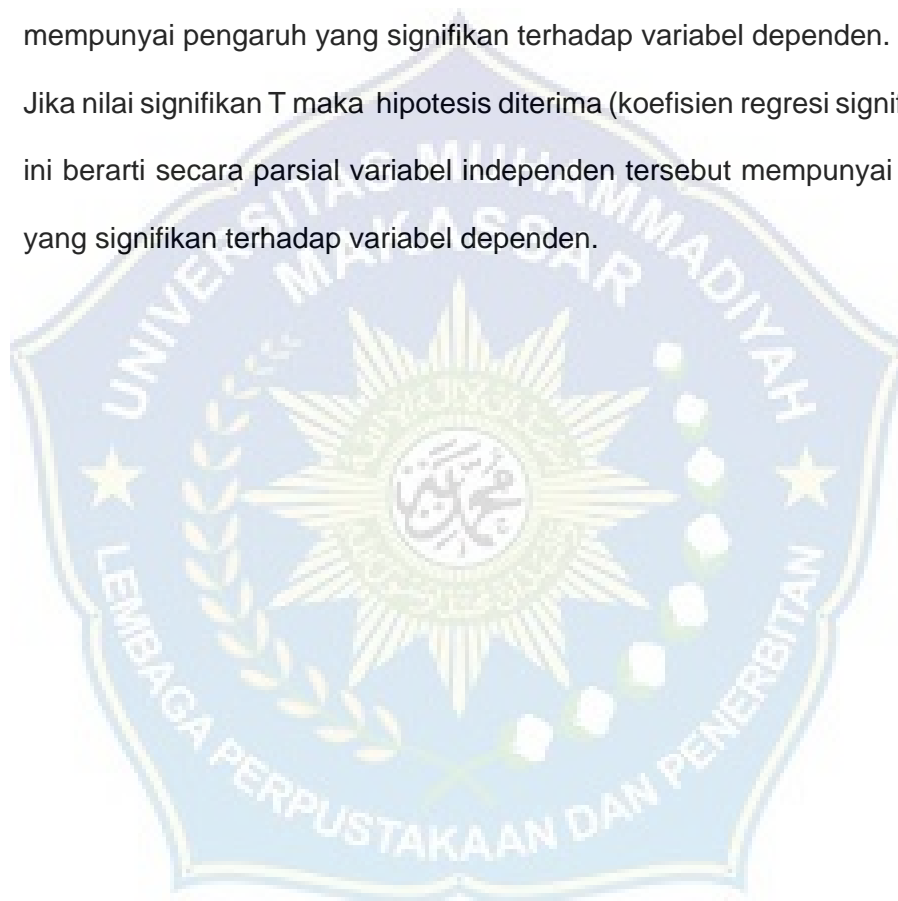 mempunyai pengaruh yang signifikan terhadap variabel dependen.
Jika nilai signifikan T maka hipotesis diterima (koefisien regresi signif
ini berarti secara parsial variabel independen tersebut mempunyai
yang signifikan terhadap variabel dependen.
UNIVERSITAS MUHAMMADIYAH
MAKASSAR
LEMBAGA PERPUSTAKAAN DAN PENERBITAN